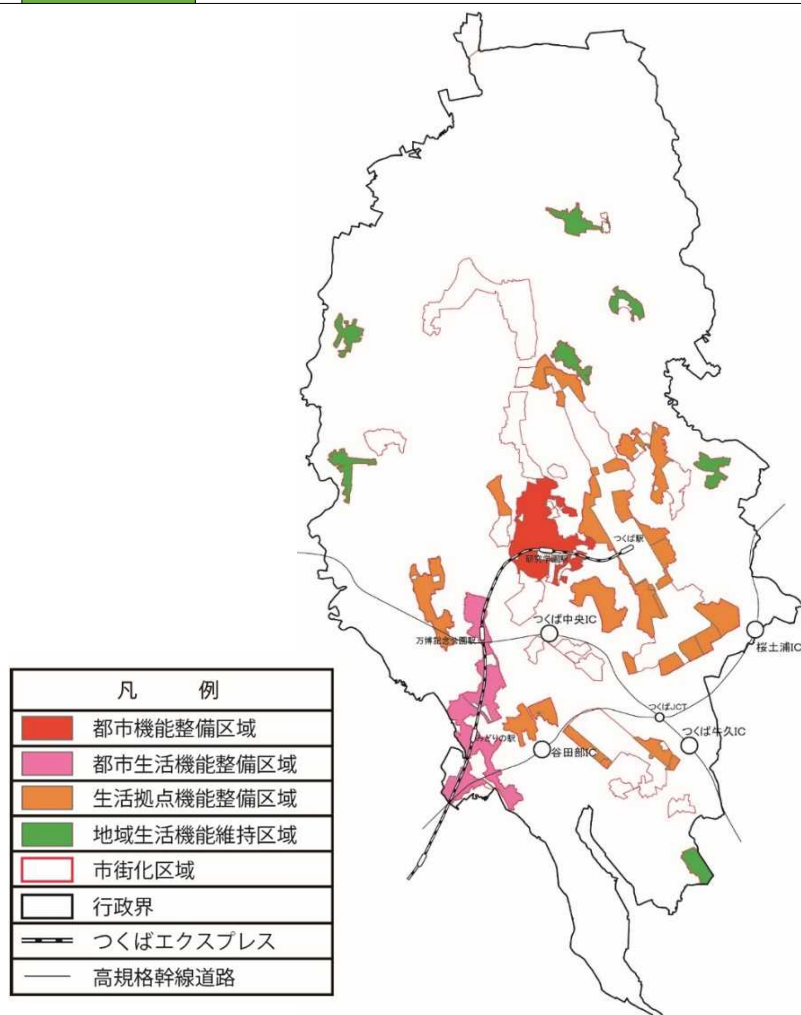 つくば駅
研究学園駅
つくば中央IC
万博記念公園駅
桜土浦IC
つくばJCT
みどりの駅
つくば牛久IC
谷田部IC
凡 例
都市機能整備区域
都市生活機能整備区域
生活拠点機能整備区域
地域生活機能維持区域
市街化区域
行政界
つくばエクスプレス
高規格幹線道路